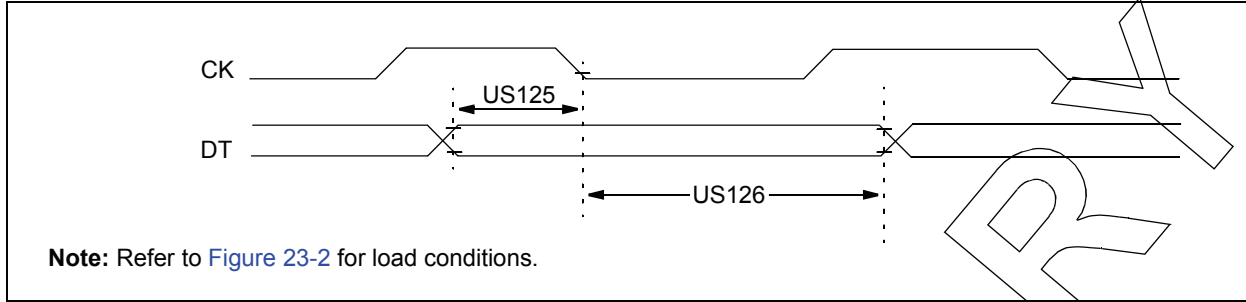 CK
US125
DT
US126
Note: Refer to Figure 23-2 for load conditions.
R Y